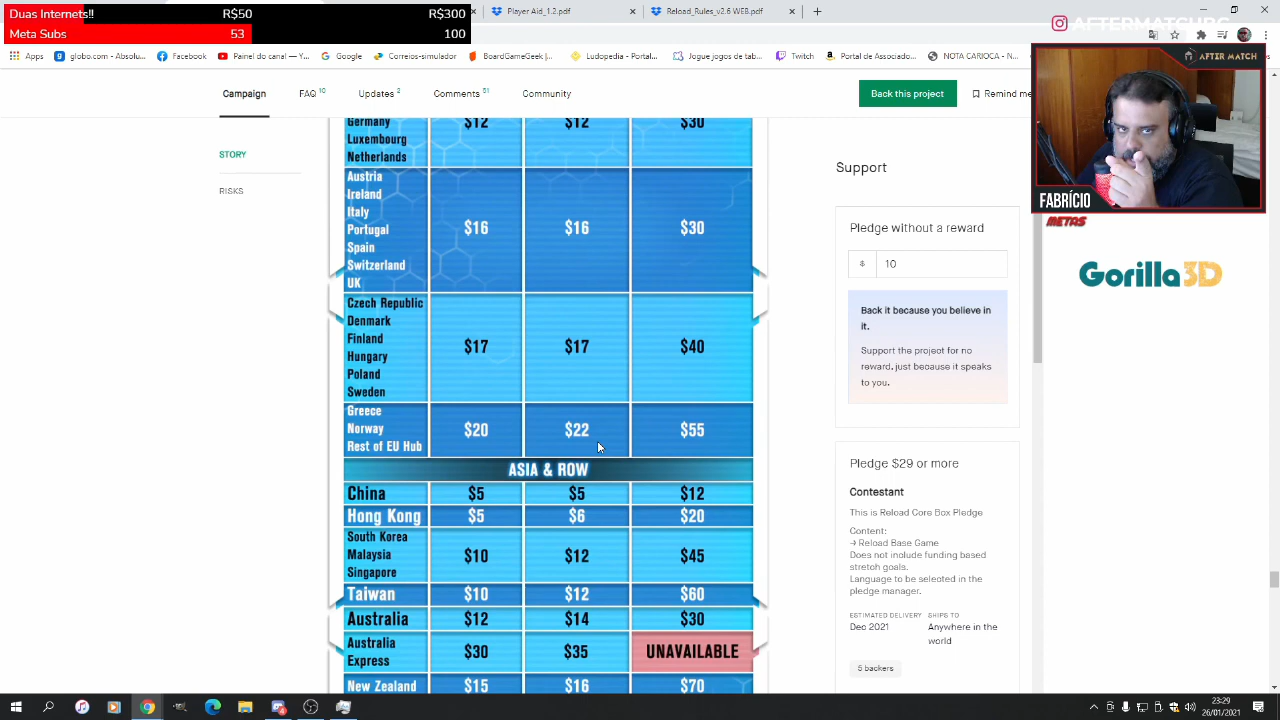 Duas Internets!! R$50 R$300
Meta Subs 53 100
Player Aid_1.2.pdf
Reload_Rules_v2.6 WEB.pdf
AFTERMATCHBG
Apps globo.com - Absolu... Facebook Painel do canal — Y... Google Correios-simulador BoardGameGeek Ludopedia - Portal... Jogue jogos de tab... Twitch Portal de Associado... NOTA CARIOCA - N...
Campaign FAQ 10 Updates 2 Comments 51 Community Back this project Remind me
AFTER MATCH
FABRÍCIO
METAS
Gorilla3D
STORY
RISKS
Germany $12 $12 $30
Luxembourg
Netherlands
Austria
Ireland
Italy
Portugal $16 $16 $30
Spain
Switzerland
UK
Czech Republic
Denmark
Finland $17 $17 $40
Hungary
Poland
Sweden
Greece
Norway $20 $22 $55
Rest of EU Hub
ASIA & ROW
China $5 $5 $12
Hong Kong $5 $6 $20
South Korea
Malaysia $10 $12 $45
Singapore
Taiwan $10 $12 $60
Australia $12 $14 $30
Australia
Express $30 $35 UNAVAILABLE
New Zealand $15 $16 $70
Support
Pledge without a reward
$ 10
Back it because you believe in
it.
Support the project for no
reward, just because it speaks
to you.
Pledge $29 or more
Contestant
This is Reload Core Box Pledge
Content:
→ Reload Base Game
Does not include funding based
stretch goals.
Language to be selected in the
pledge manager.
ESTIMATED DELIVERY SHIPS TO
Dec 2021 Anywhere in the
world
5 backers
23:29
26/01/2021